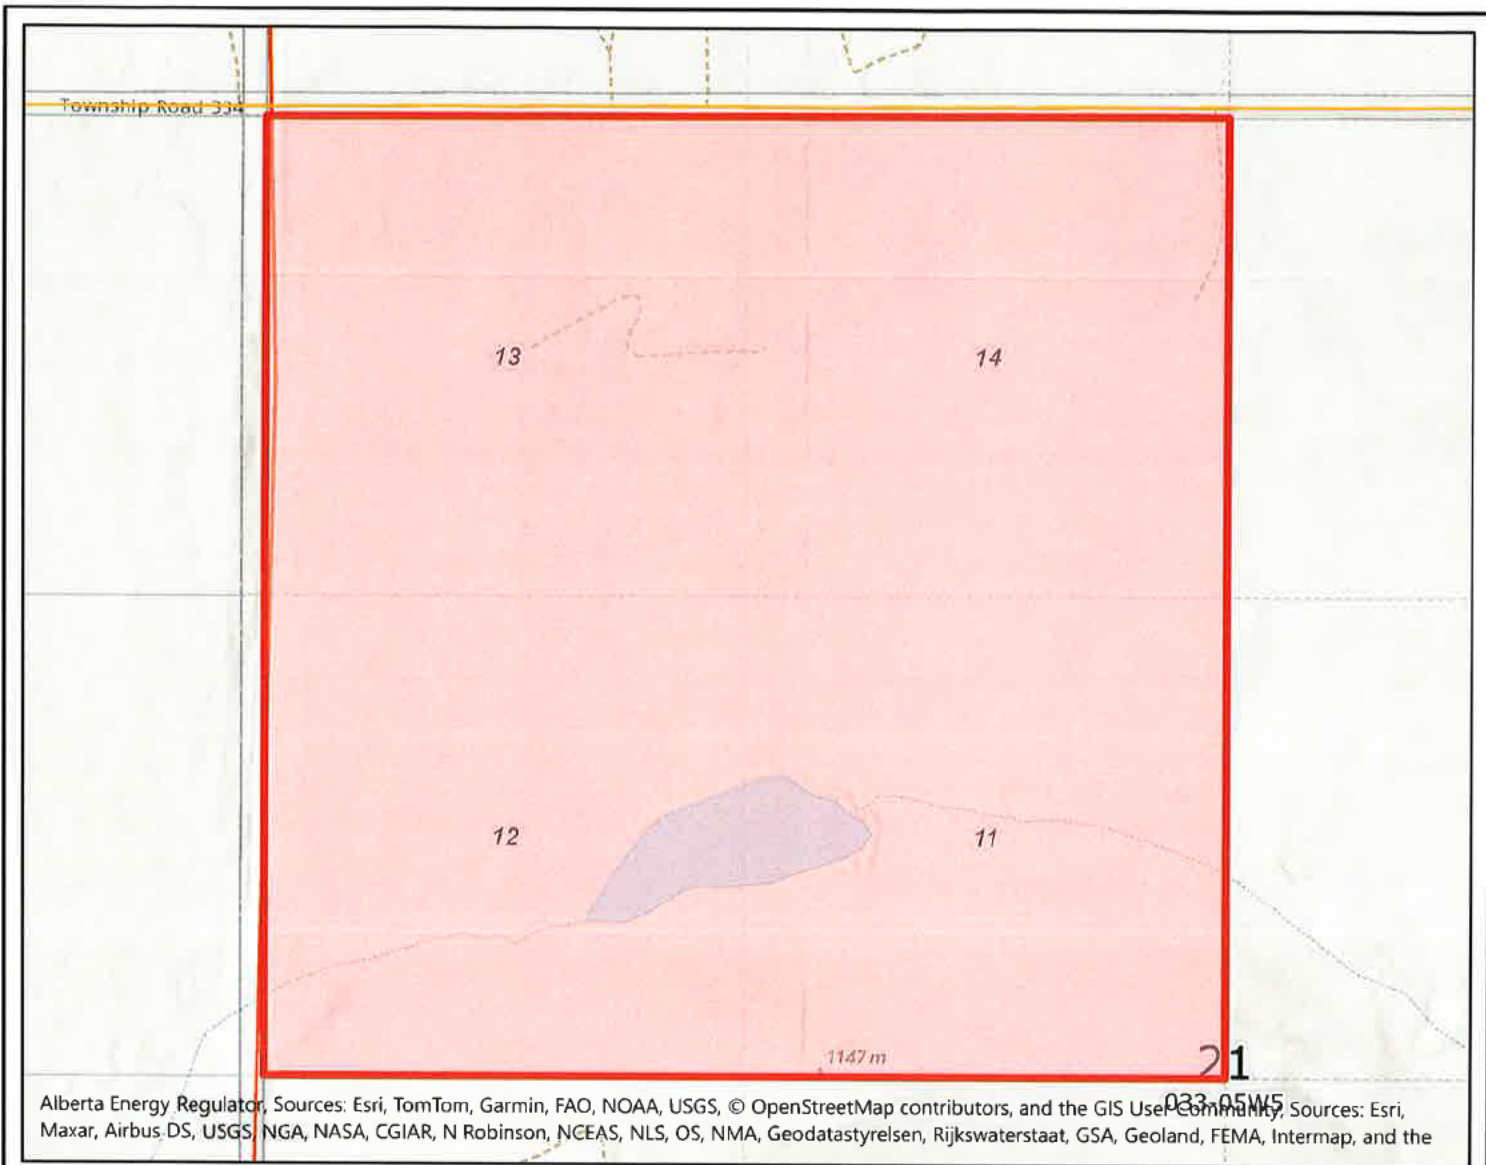 Township Road 334
13
14
12
11
1147 m
21
033-05W5
Alberta Energy Regulator, Sources: Esri, TomTom, Garmin, FAO, NOAA, USGS, © OpenStreetMap contributors, and the GIS User Community, Sources: Esri,
Maxar, Airbus DS, USGS, NGA, NASA, CGIAR, N Robinson, NCEAS, NLS, OS, NMA, Geodatastyrelsen, Rijkswaterstaat, GSA, Geoland, FEMA, Intermap, and the